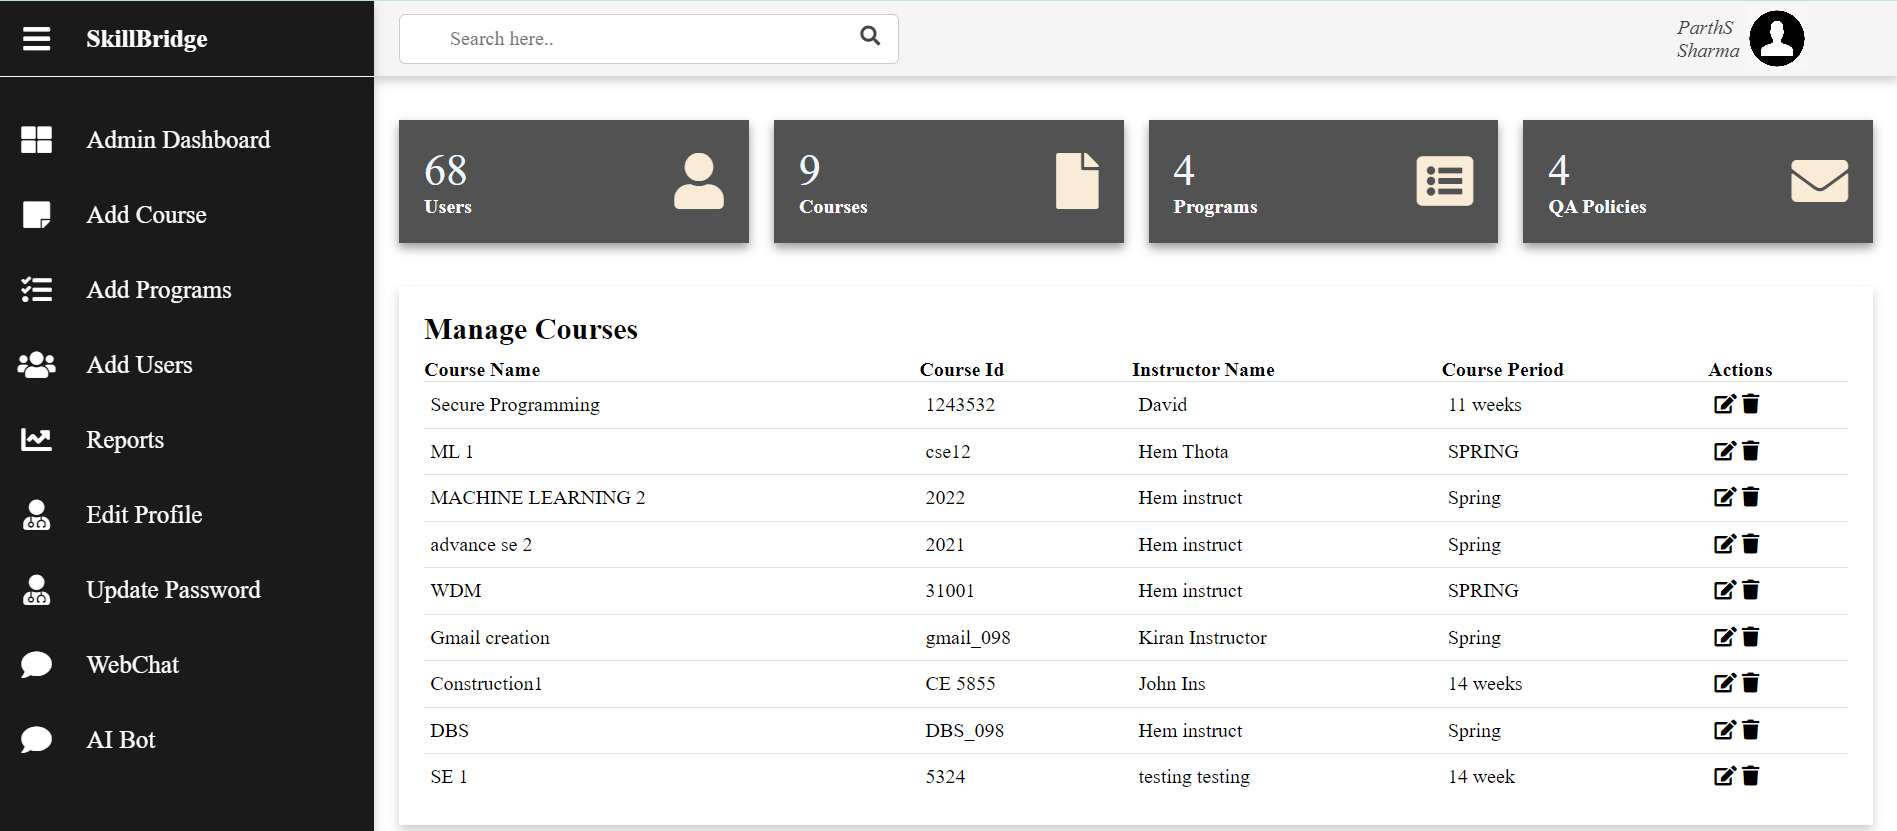 SkillBridge
Search here..
ParthS
Sharma
Admin Dashboard
Add Course
Add Programs
Add Users
Reports
Edit Profile
Update Password
WebChat
AI Bot
68
Users
9
Courses
4
Programs
4
QA Policies
Manage Courses
Course Name Course Id Instructor Name Course Period Actions
Secure Programming 1243532 David 11 weeks
ML 1 cse12 Hem Thota SPRING
MACHINE LEARNING 2 2022 Hem instruct Spring
advance se 2 2021 Hem instruct Spring
WDM 31001 Hem instruct SPRING
Gmail creation gmail_098 Kiran Instructor Spring
Construction1 CE 5855 John Ins 14 weeks
DBS DBS_098 Hem instruct Spring
SE 1 5324 testing testing 14 week